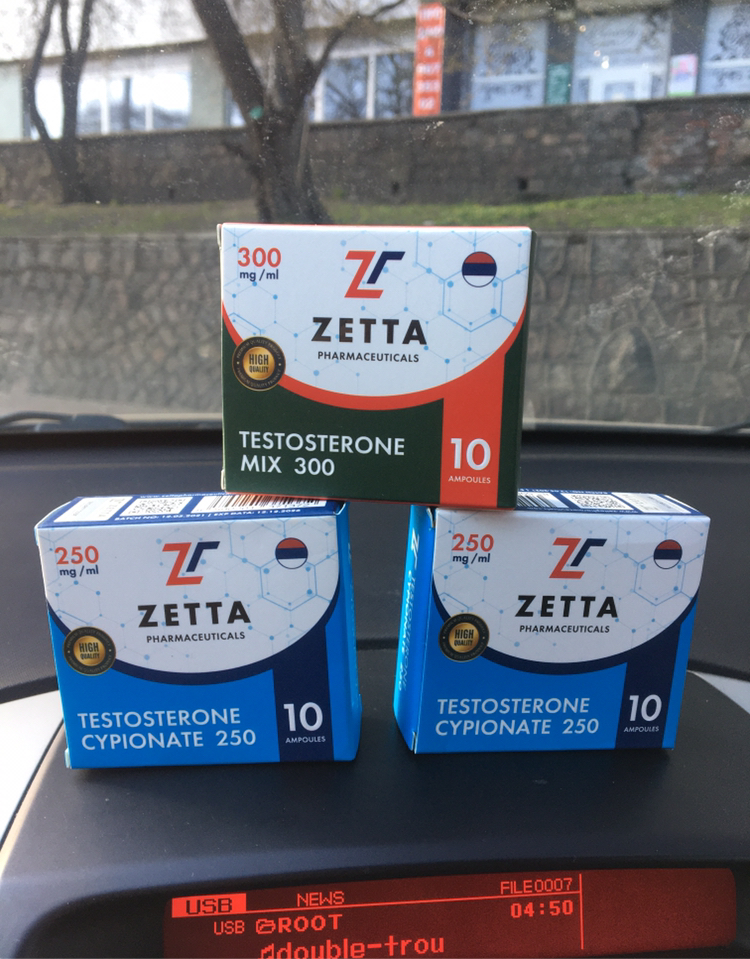 300
mg/ml
ZETTA
PHARMACEUTICALS
HIGH
QUALITY
TESTOSTERONE
MIX 300
10
AMPOULES
250
mg/ml
ZETTA
PHARMACEUTICALS
HIGH
QUALITY
TESTOSTERONE
CYPIONATE 250
10
AMPOULES
250
mg/ml
ZETTA
PHARMACEUTICALS
HIGH
QUALITY
TESTOSTERONE
CYPIONATE 250
10
AMPOULES
USB NEWS FILE0007
USB ROOT 04:50
double-trou